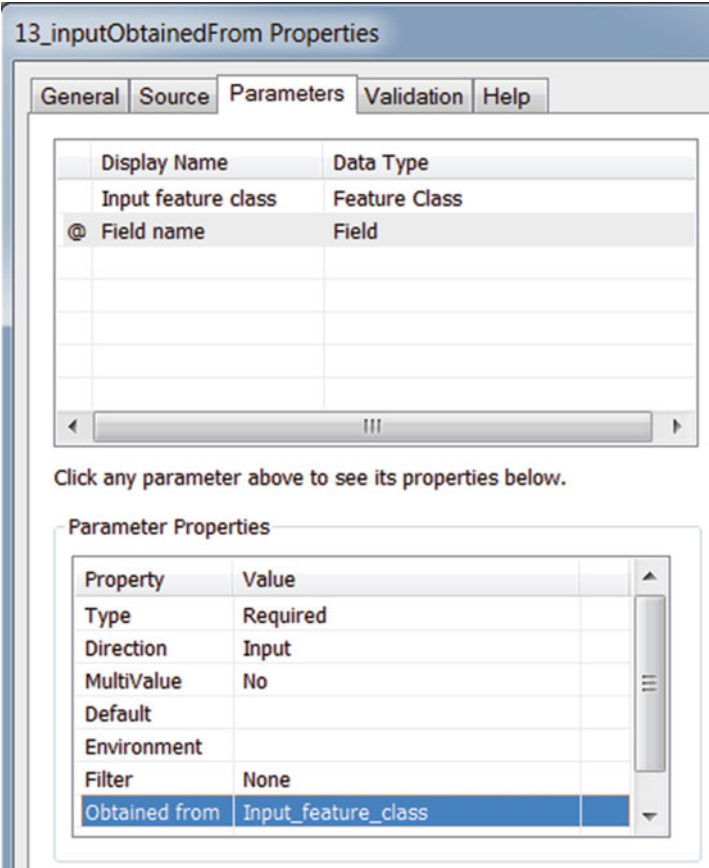 13_inputObtainedFrom Properties
General Source Parameters Validation Help
Display Name Data Type
Input feature class Feature Class
@ Field name Field
Click any parameter above to see its properties below.
Parameter Properties
Property Value
Type Required
Direction Input
MultiValue No
Default
Environment
Filter None
Obtained from Input_feature_class